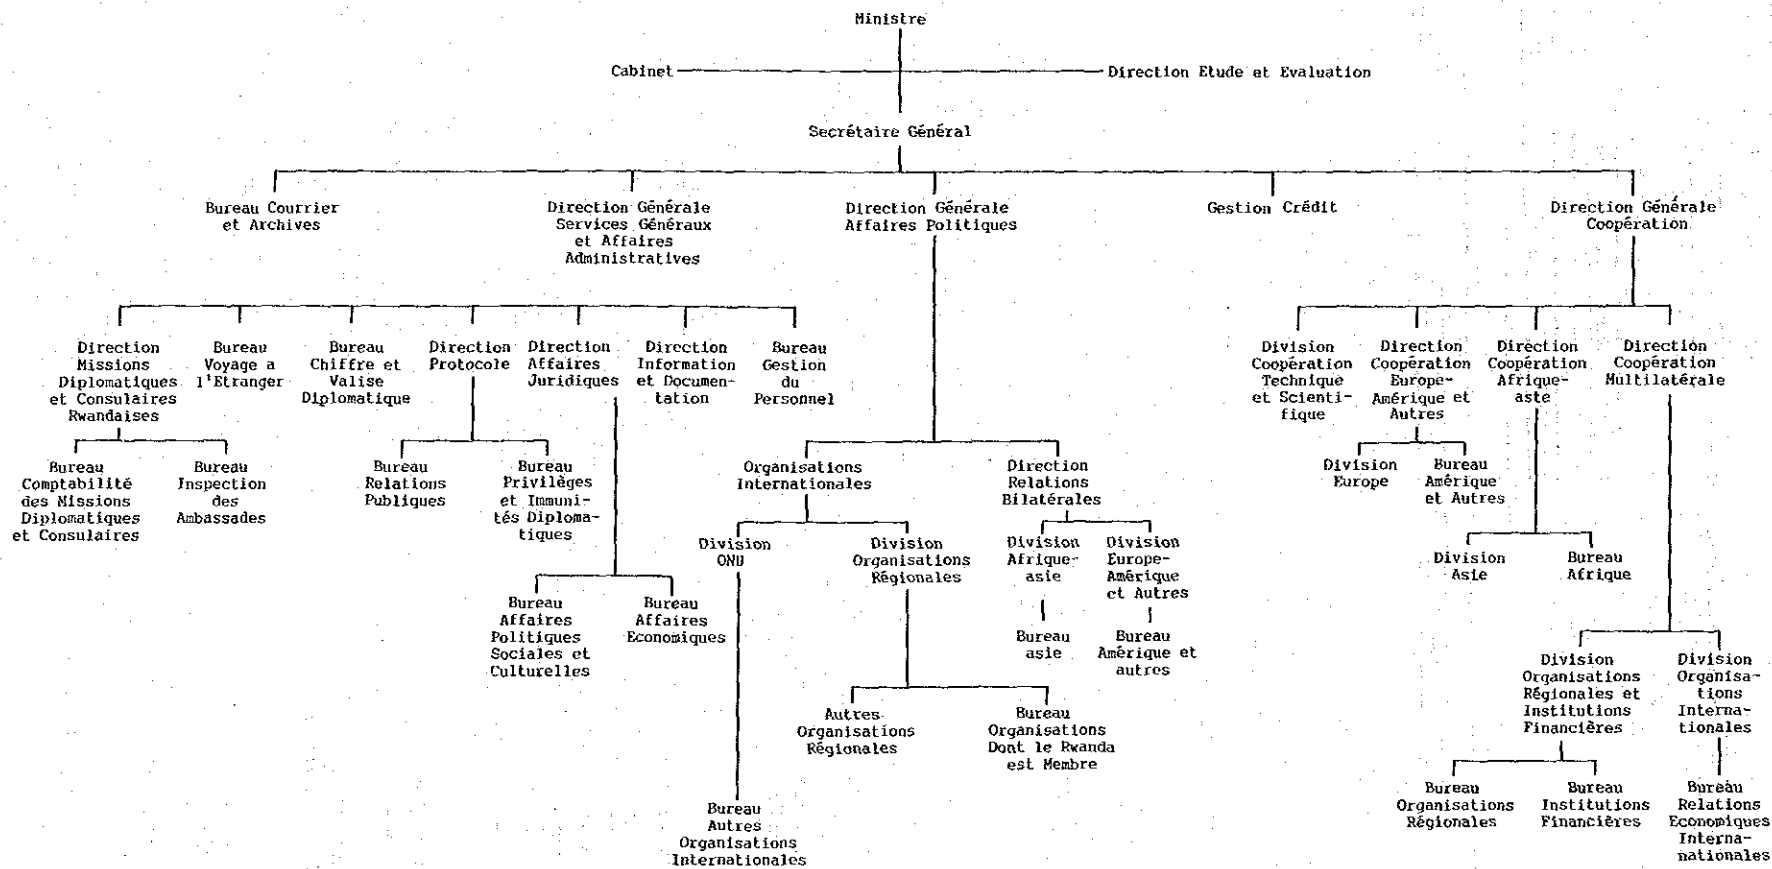 Ministre
Cabinet
Direction Etude et Evaluation
Secrétaire Général
Bureau Courrier
et Archives
Direction Générale
Services Généraux
et Affaires
Administratives
Direction Générale
Affaires Politiques
Gestion Crédit
Direction Générale
Coopération
Direction
Missions
Diplomatiques
et Consulaires
Rwandaises
Bureau
Voyage a
l'Etranger
Bureau
Chiffre et
Valise
Diplomatique
Direction
Protocole
Direction
Affaires
Juridiques
Direction
Information
et Documen-
tation
Bureau
Gestion
du
Personnel
Division
Coopération
Technique
et Scienti-
fique
Direction
Coopération
Europe-
Amérique et
Autres
Direction
Coopération
Afrique-
aste
Direction
Coopération
Multilatérale
Bureau
Comptabilité
des Missions
Diplomatiques
et Consulaires
Bureau
Inspection
des
Ambassades
Bureau
Relations
Publiques
Bureau
Privilèges
et Immuni-
tés Diploma-
tiques
Organisations
Internationales
Direction
Relations
Bilatérales
Division
Europe
Bureau
Amérique
et Autres
Division
ONU
Division
Organisations
Régionales
Division
Afrique-
asie
Division
Europe-
Amérique
et Autres
Division
Asie
Bureau
Afrique
Bureau
Affaires
Politiques
Sociales et
Culturelles
Bureau
Affaires
Economiques
Bureau
asie
Bureau
Amérique et
autres
Division
Organisations
Régionales et
Institutions
Financières
Division
Organisa-
tions
Interna-
tionales
Autres
Organisations
Régionales
Bureau
Organisations
Dont le Rwanda
est Membre
Bureau
Autres
Organisations
Internationales
Bureau
Organisations
Régionales
Bureau
Institutions
Financières
Bureau
Relations
Economiques
Interna-
nationales